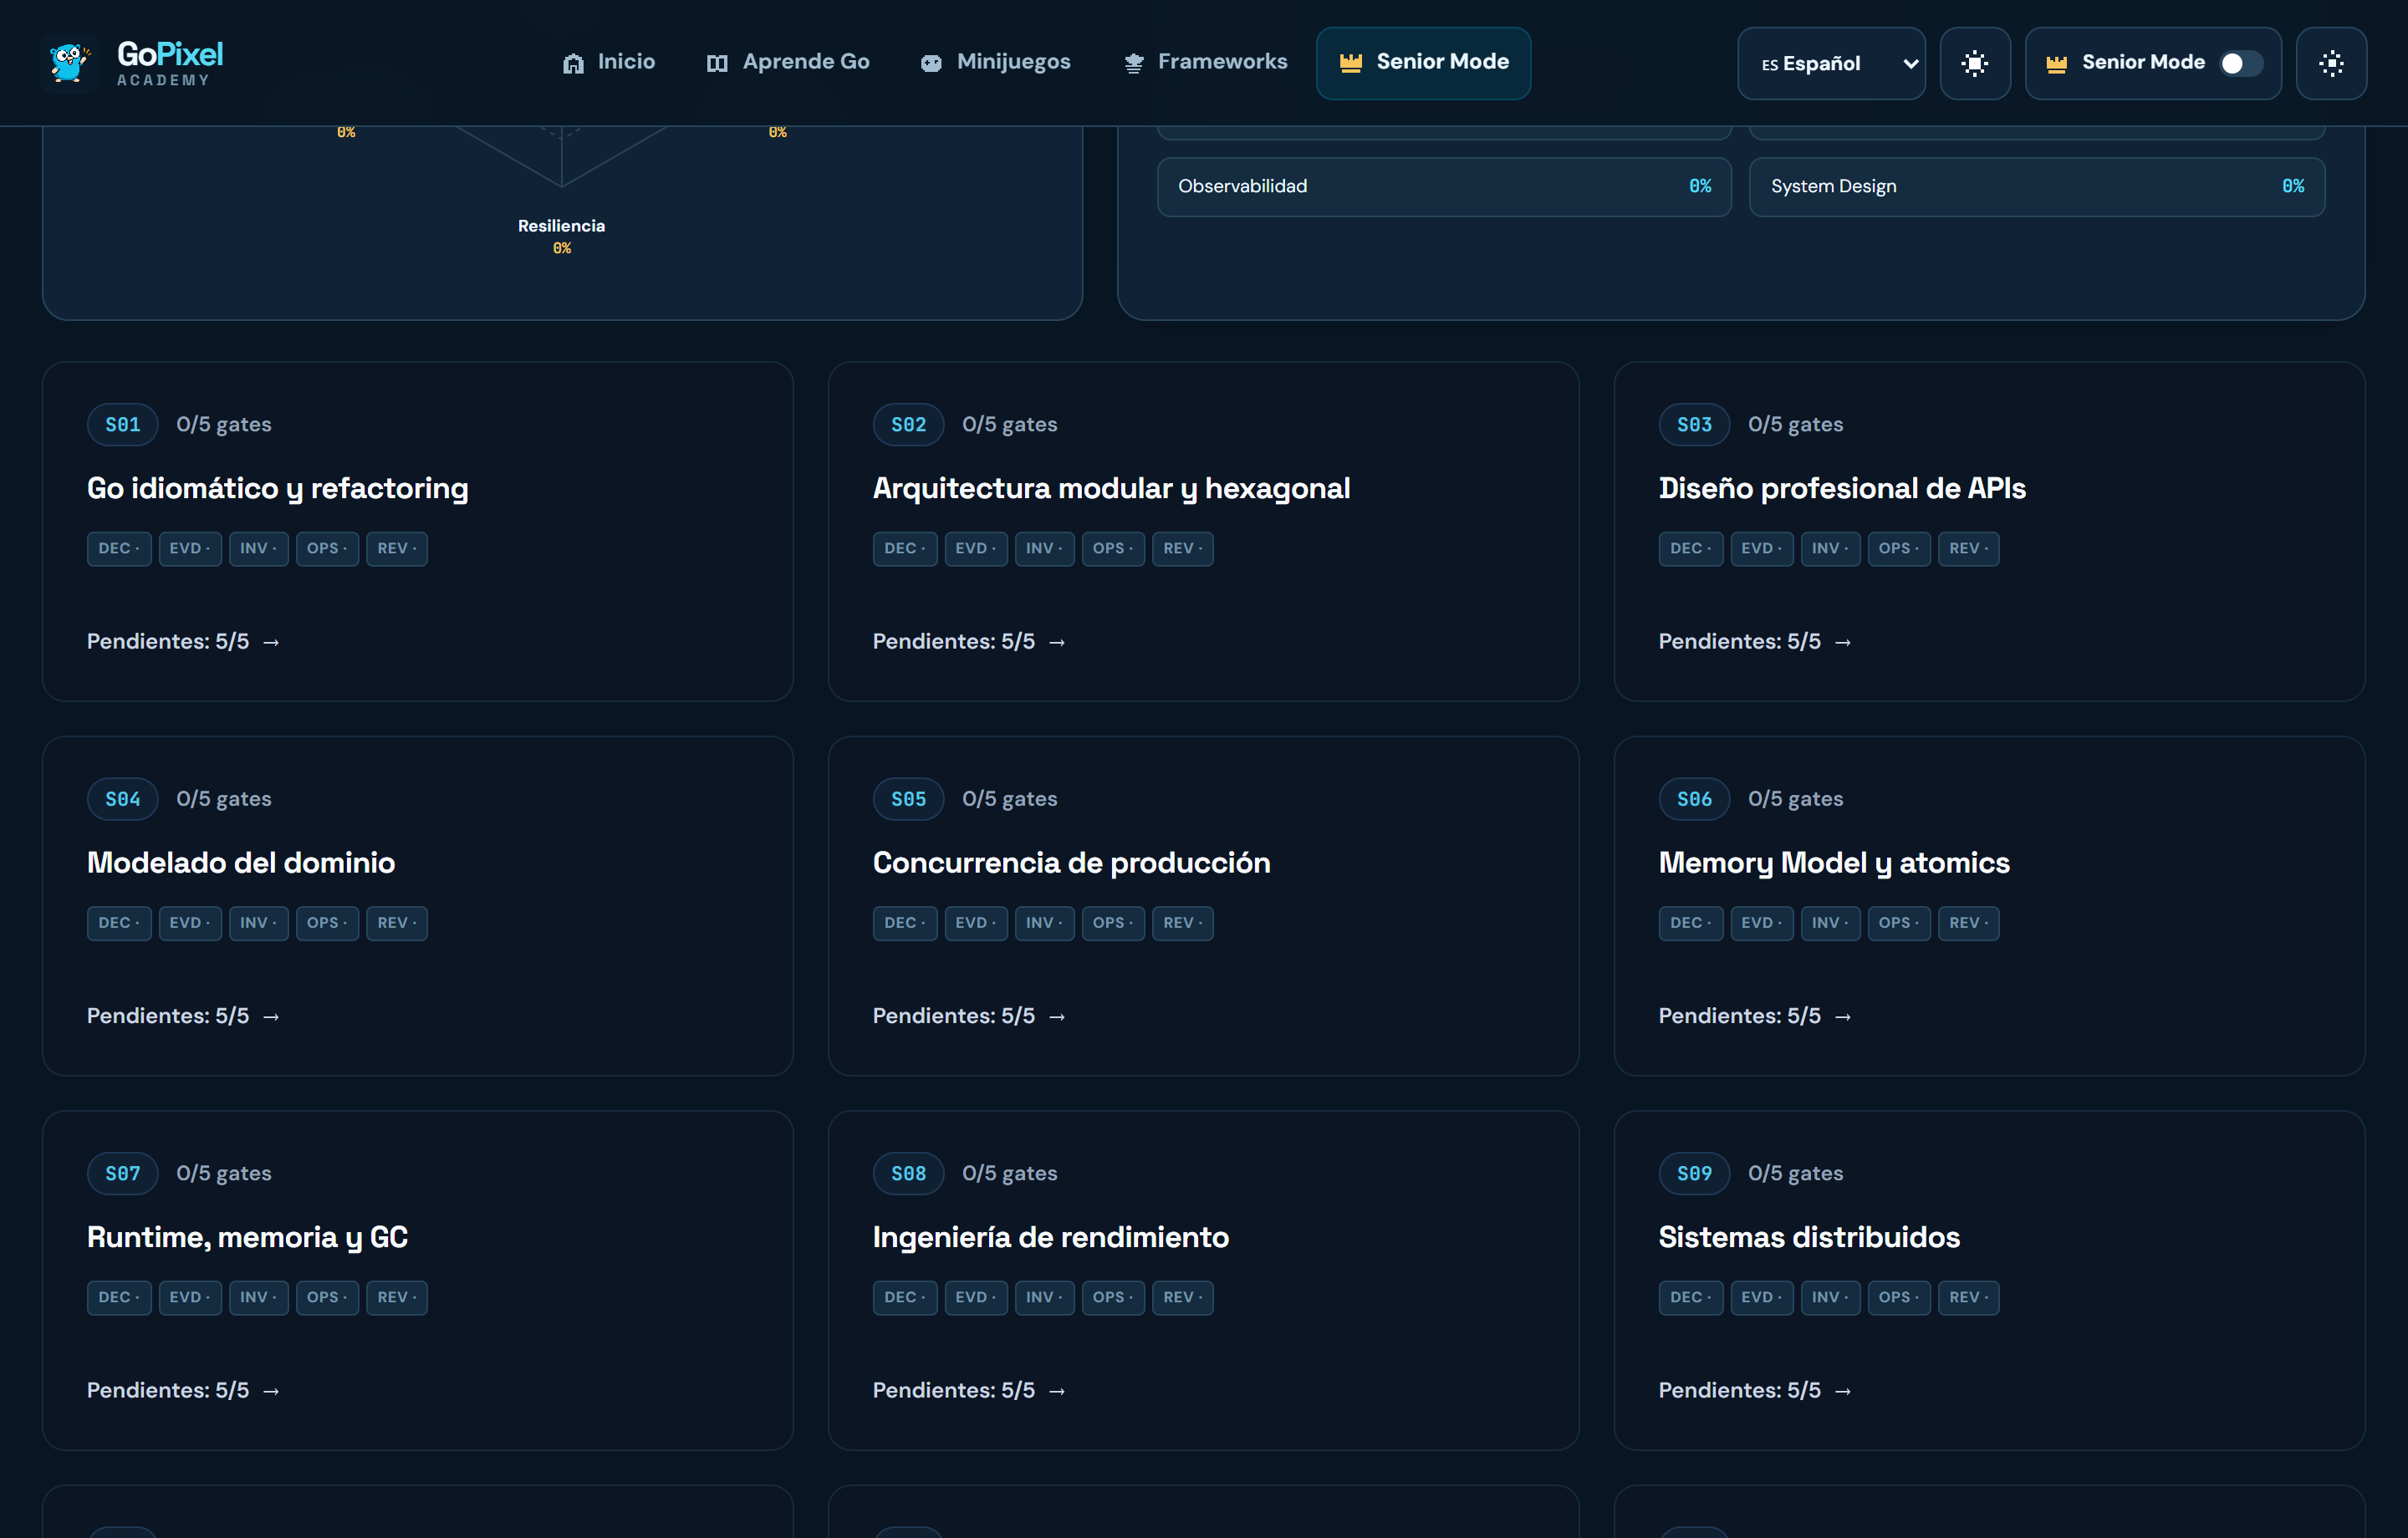 GoPixel
ACADEMY
Inicio
Aprende Go
Minijuegos
Frameworks
Senior Mode
ES Español
Senior Mode
0%
0%
Resiliencia
0%
Observabilidad
0%
System Design
0%
S01
0/5 gates
Go idiomático y refactoring
DEC ·
EVD ·
INV ·
OPS ·
REV ·
Pendientes: 5/5 →
S02
0/5 gates
Arquitectura modular y hexagonal
DEC ·
EVD ·
INV ·
OPS ·
REV ·
Pendientes: 5/5 →
S03
0/5 gates
Diseño profesional de APIs
DEC ·
EVD ·
INV ·
OPS ·
REV ·
Pendientes: 5/5 →
S04
0/5 gates
Modelado del dominio
DEC ·
EVD ·
INV ·
OPS ·
REV ·
Pendientes: 5/5 →
S05
0/5 gates
Concurrencia de producción
DEC ·
EVD ·
INV ·
OPS ·
REV ·
Pendientes: 5/5 →
S06
0/5 gates
Memory Model y atomics
DEC ·
EVD ·
INV ·
OPS ·
REV ·
Pendientes: 5/5 →
S07
0/5 gates
Runtime, memoria y GC
DEC ·
EVD ·
INV ·
OPS ·
REV ·
Pendientes: 5/5 →
S08
0/5 gates
Ingeniería de rendimiento
DEC ·
EVD ·
INV ·
OPS ·
REV ·
Pendientes: 5/5 →
S09
0/5 gates
Sistemas distribuidos
DEC ·
EVD ·
INV ·
OPS ·
REV ·
Pendientes: 5/5 →